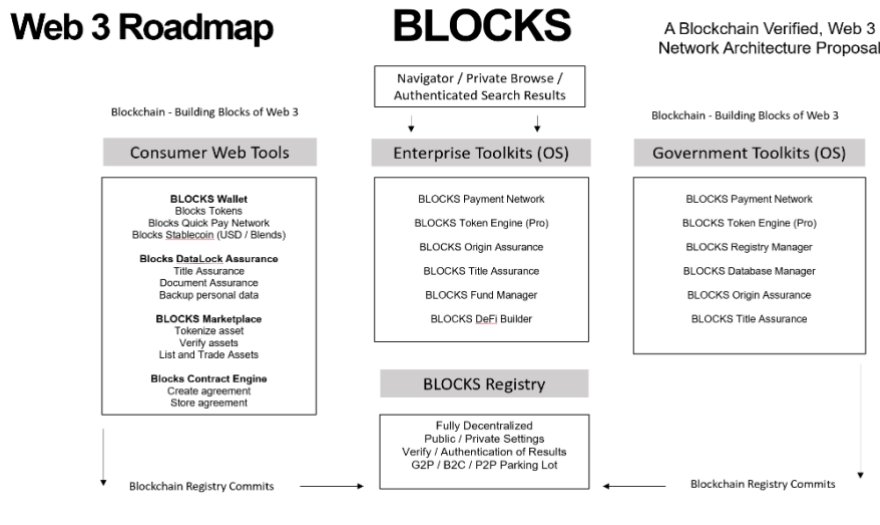 Web 3 Roadmap
BLOCKS
A Blockchain Verified, Web 3
Network Architecture Proposal
Navigator / Private Browse /
Authenticated Search Results
Blockchain - Building Blocks of Web 3
Consumer Web Tools
BLOCKS Wallet
Blocks Tokens
Blocks Quick Pay Network
Blocks Stablecoin (USD / Blends)
Blocks DataLock Assurance
Title Assurance
Document Assurance
Backup personal data
BLOCKS Marketplace
Tokenize asset
Verify assets
List and Trade Assets
Blocks Contract Engine
Create agreement
Store agreement
Blockchain Registry Commits
Enterprise Toolkits (OS)
BLOCKS Payment Network
BLOCKS Token Engine (Pro)
BLOCKS Origin Assurance
BLOCKS Title Assurance
BLOCKS Fund Manager
BLOCKS DeFi Builder
BLOCKS Registry
Fully Decentralized
Public / Private Settings
Verify / Authentication of Results
G2P / B2C / P2P Parking Lot
Blockchain - Building Blocks of Web 3
Government Toolkits (OS)
BLOCKS Payment Network
BLOCKS Token Engine (Pro)
BLOCKS Registry Manager
BLOCKS Database Manager
BLOCKS Origin Assurance
BLOCKS Title Assurance
Blockchain Registry Commits